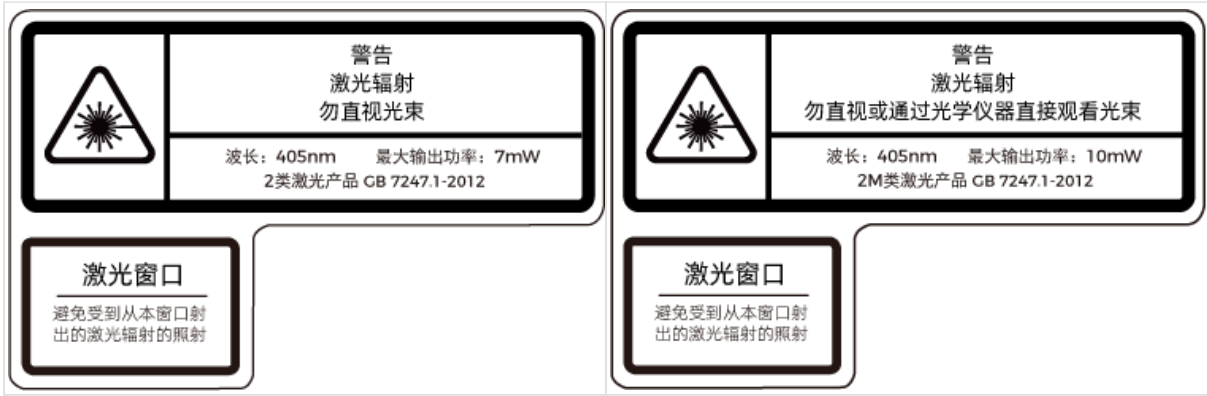 警告
激光辐射
勿直视光束
波长：405nm 最大输出功率：7mW
2类激光产品 GB 7247.1-2012
激光窗口
避免受到从本窗口射
出的激光辐射的照射
警告
激光辐射
勿直视或通过光学仪器直接观看光束
波长：405nm 最大输出功率：10mW
2M类激光产品 GB 7247.1-2012
激光窗口
避免受到从本窗口射
出的激光辐射的照射